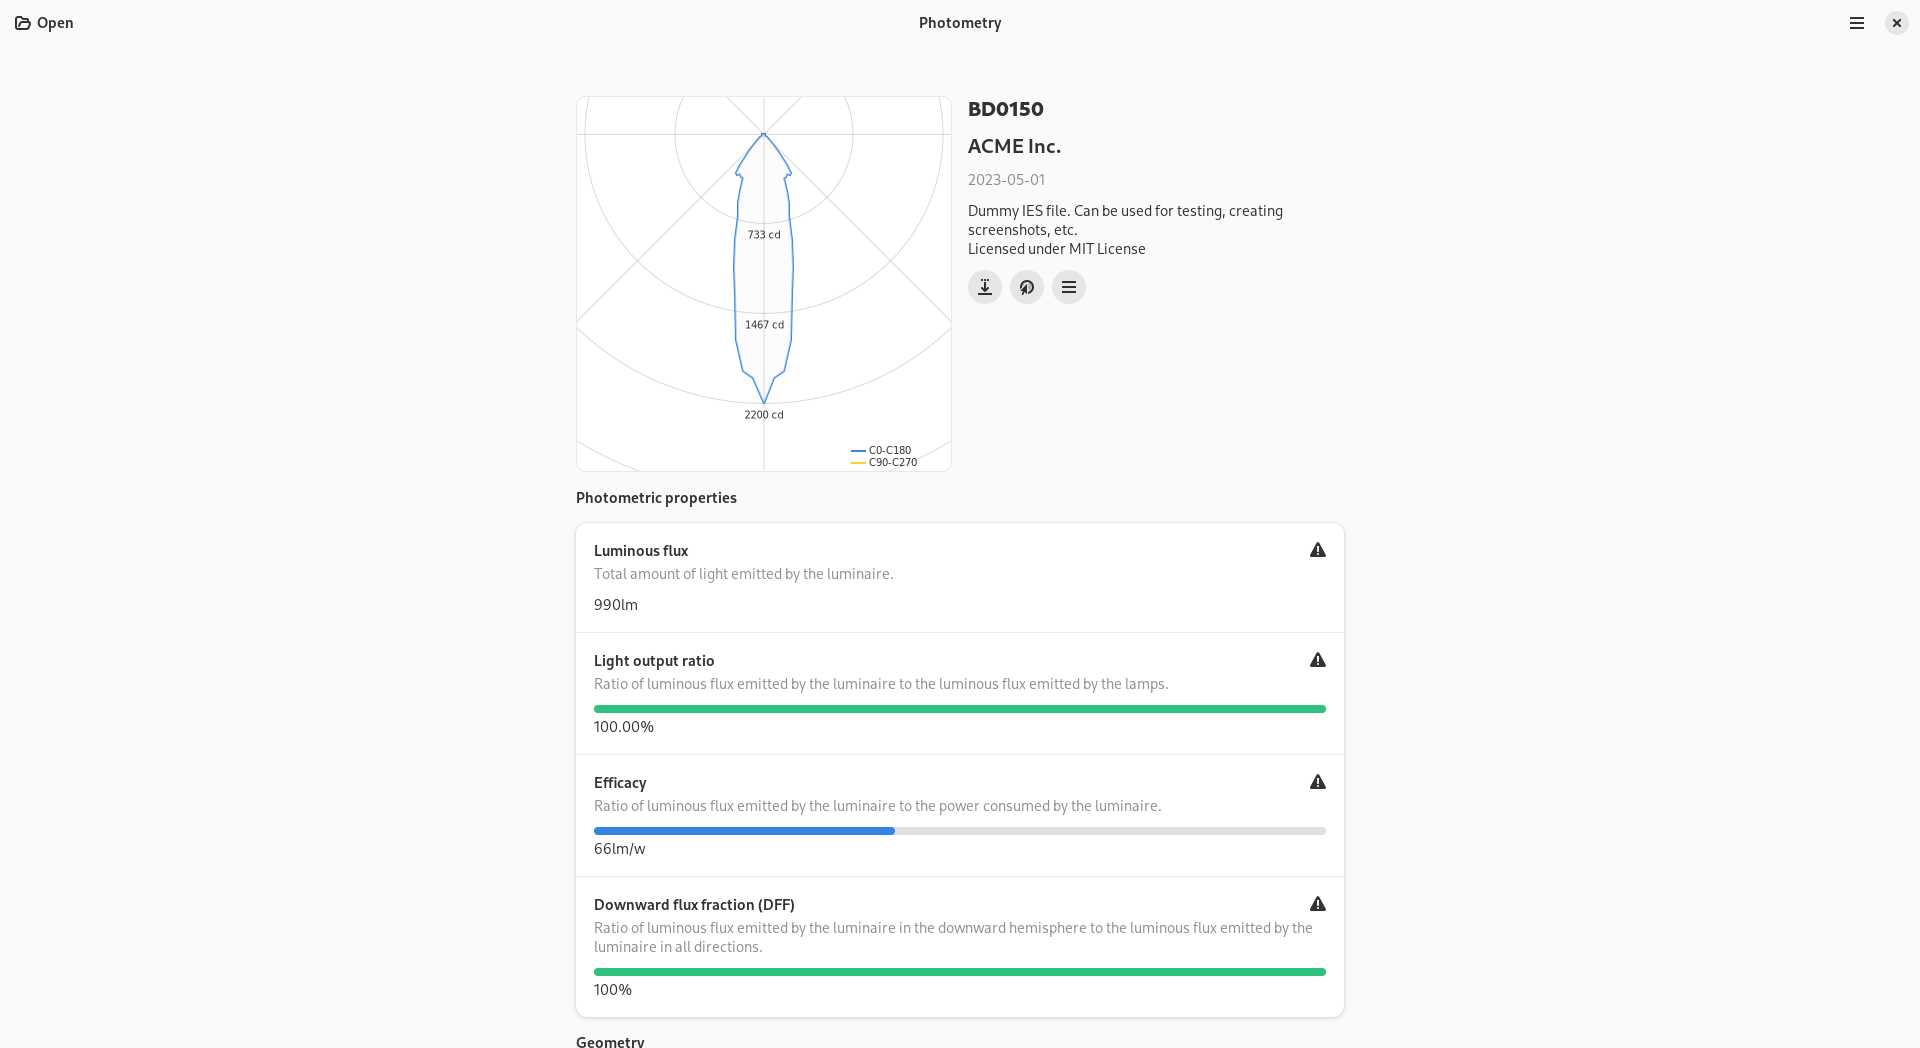 Open
Photometry
733 cd
1467 cd
2200 cd
C0-C180
C90-C270
BD0150
ACME Inc.
2023-05-01
Dummy IES file. Can be used for testing, creating
screenshots, etc.
Licensed under MIT License
Photometric properties
Luminous flux
Total amount of light emitted by the luminaire.
990lm
Light output ratio
Ratio of luminous flux emitted by the luminaire to the luminous flux emitted by the lamps.
100.00%
Efficacy
Ratio of luminous flux emitted by the luminaire to the power consumed by the luminaire.
66lm/w
Downward flux fraction (DFF)
Ratio of luminous flux emitted by the luminaire in the downward hemisphere to the luminous flux emitted by the
luminaire in all directions.
100%
Geometry